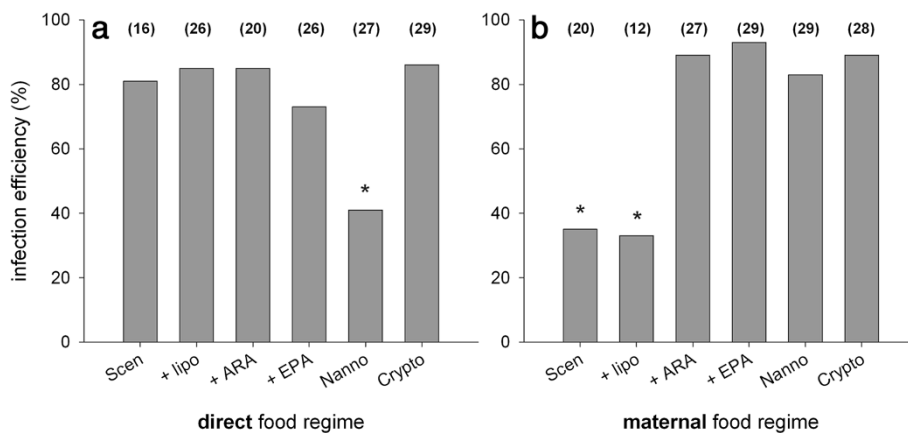 a (16) (26) (20) (26) (27) (29)
b (20) (12) (27) (29) (29) (28)
infection efficiency (%)
100
80
60
40
20
0
* 
Scen + lipo + ARA + EPA Nanno Crypto
direct food regime
100
80
60
40
20
0
* *
Scen + lipo + ARA + EPA Nanno Crypto
maternal food regime